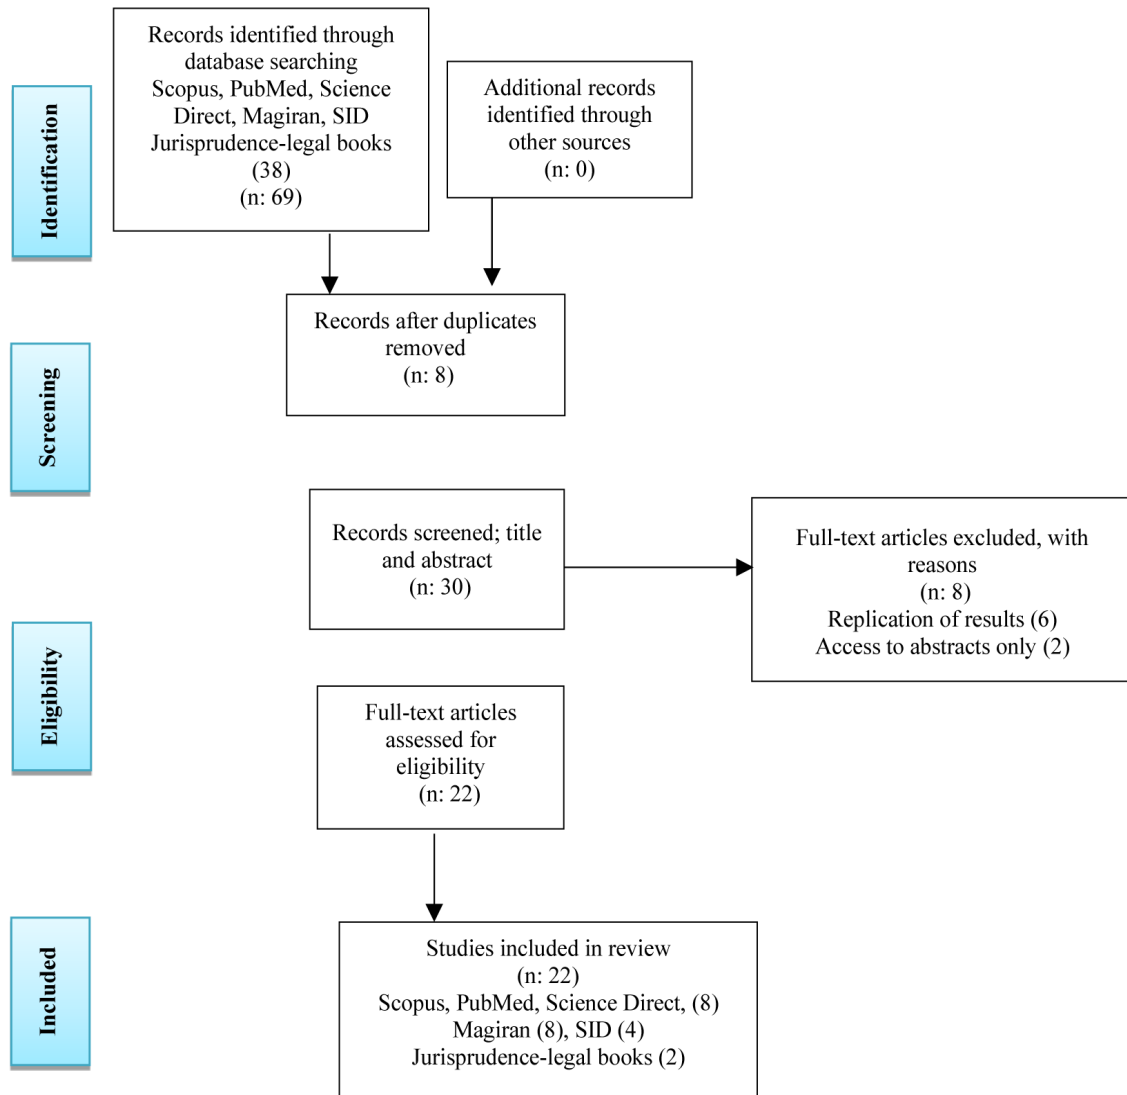 Identification
Records identified through
database searching
Scopus, PubMed, Science
Direct, Magiran, SID
Jurisprudence-legal books
(38)
(n: 69)
Additional records
identified through
other sources
(n: 0)
Screening
Records after duplicates
removed
(n: 8)
Records screened; title
and abstract
(n: 30)
Full-text articles excluded, with
reasons
(n: 8)
Replication of results (6)
Access to abstracts only (2)
Eligibility
Full-text articles
assessed for
eligibility
(n: 22)
Included
Studies included in review
(n: 22)
Scopus, PubMed, Science Direct, (8)
Magiran (8), SID (4)
Jurisprudence-legal books (2)